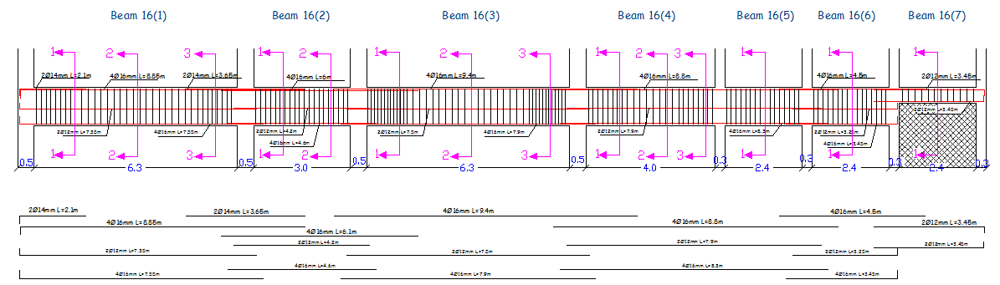 Beam 16(1) Beam 16(2) Beam 16(3) Beam 16(4) Beam 16(5) Beam 16(6) Beam 16(7)
1 2 3 1 2 1 2 3 1 2 3 1 1 1
2Ø14mm L=2.1m 4Ø16mm L=8.85m 2Ø14mm L=3.65m 4Ø16mm L=6m 4Ø16mm L=9.4m 4Ø16mm L=8.8m 4Ø16mm L=4.5m 2Ø12mm L=3.45m
2Ø12mm L=7.35m 4Ø16mm L=7.55m 2Ø12mm L=4.2m 2Ø12mm L=7.5m 4Ø16mm L=7.9m 2Ø12mm L=7.9m 4Ø16mm L=8.3m 2Ø12mm L=3.25m 2Ø12mm L=3.45m
4Ø16mm L=4.6m 4Ø16mm L=3.45m
1 2 3 1 2 1 2 3 1 2 3 1 1 1
0.5 6.3 0.5 3.0 0.5 6.3 0.5 4.0 0.3 2.4 0.3 2.4 0.3 2.4 0.3
2Ø14mm L=2.1m 2Ø14mm L=3.65m 4Ø16mm L=9.4m 4Ø16mm L=4.5m
4Ø16mm L=8.85m 4Ø16mm L=8.8m 2Ø12mm L=3.45m
4Ø16mm L=6.1m
2Ø12mm L=4.2m 2Ø12mm L=7.9m 2Ø12mm L=3.45m
2Ø12mm L=7.35m 2Ø12mm L=7.5m 2Ø12mm L=3.25m
4Ø16mm L=4.6m 4Ø16mm L=8.3m
4Ø16mm L=7.55m 4Ø16mm L=7.9m 4Ø16mm L=3.45m